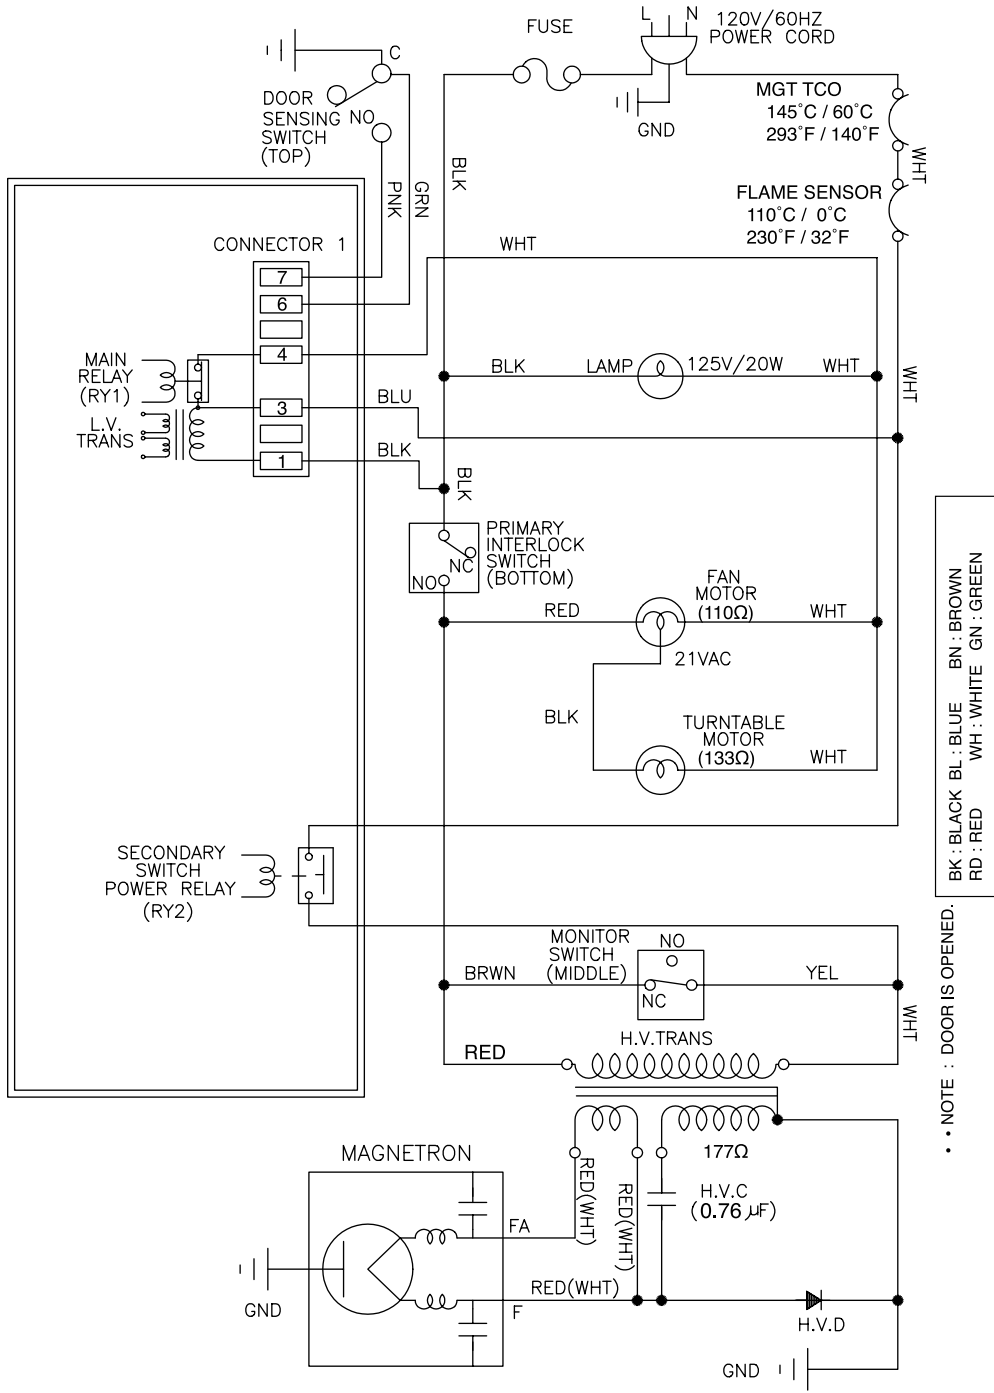 FUSE
L
N
120V/60HZ
POWER CORD
C
DOOR
SENSING
SWITCH
(TOP)
NO
GND
MGT TCO
145°C / 60°C
293°F / 140°F
WHT
FLAME SENSOR
110°C / 0°C
230°F / 32°F
BLK
PNK
GRN
CONNECTOR 1
WHT
7
6
4
3
1
MAIN
RELAY
(RY1)
L.V.
TRANS
BLK
LAMP
125V/20W
WHT
WHT
BLU
BLK
BLK
PRIMARY
INTERLOCK
SWITCH
(BOTTOM)
NC
NO
RED
FAN
MOTOR
(110Ω)
WHT
21VAC
BLK
TURNTABLE
MOTOR
(133Ω)
WHT
SECONDARY
SWITCH
POWER RELAY
(RY2)
MONITOR
SWITCH
(MIDDLE)
NO
NC
BRWN
YEL
WHT
RED
H.V.TRANS
177Ω
MAGNETRON
RED(WHT)
RED(WHT)
H.V.C
(0.76 µF)
FA
RED(WHT)
F
GND
H.V.D
GND
BK : BLACK BL : BLUE BN : BROWN
RD : RED WH : WHITE GN : GREEN
• • NOTE : DOOR IS OPENED.